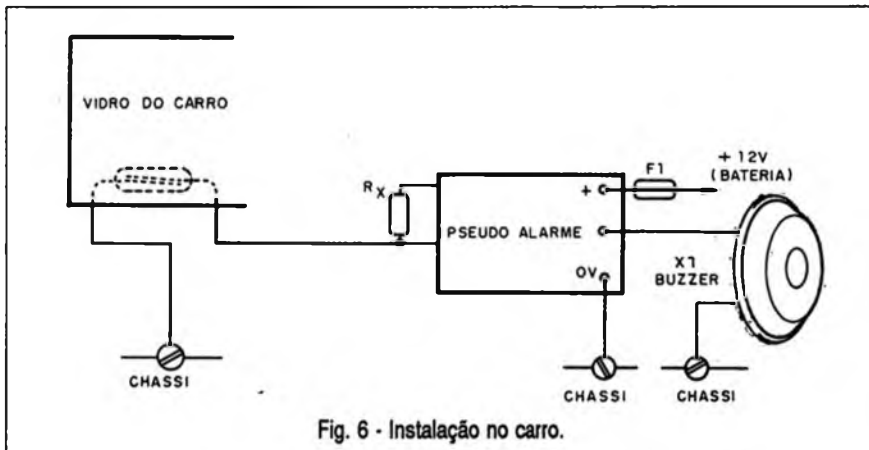 VIDRO DO CARRO
RX
F1
+ 12V
(BATERIA)
+
PSEUDO ALARME
X1
BUZZER
0V
CHASSI
CHASSI
CHASSI
Fig. 6 - Instalação no carro.